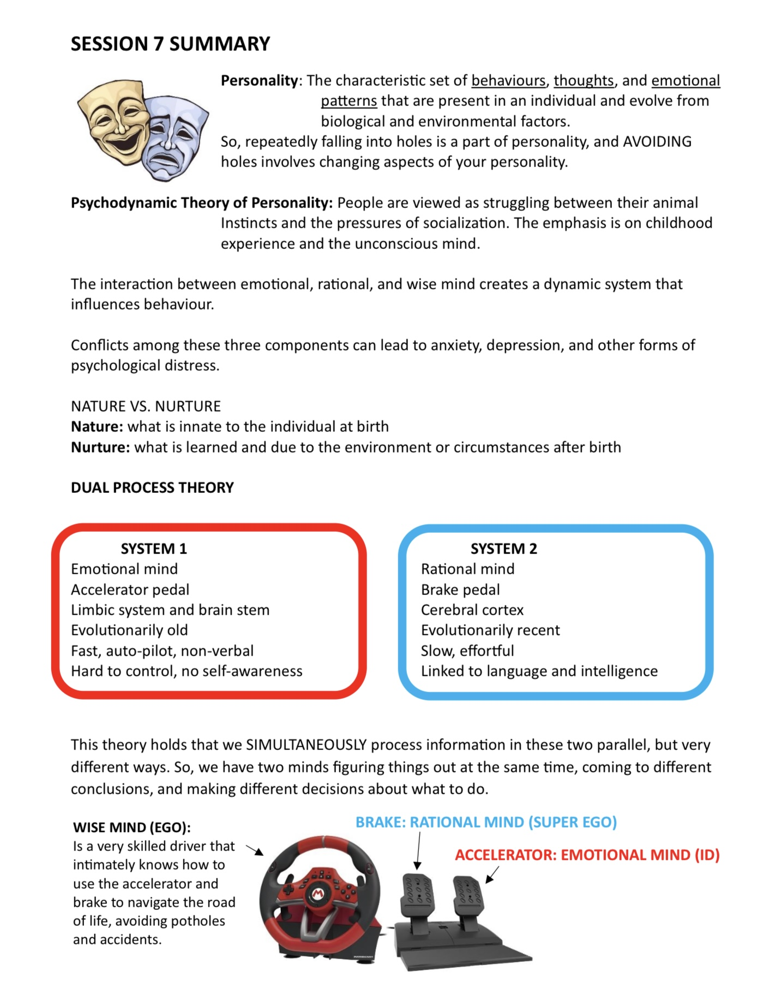 SESSION 7 SUMMARY
Personality: The characteristic set of behaviours, thoughts, and emotional
patterns that are present in an individual and evolve from
biological and environmental factors.
So, repeatedly falling into holes is a part of personality, and AVOIDING
holes involves changing aspects of your personality.
Psychodynamic Theory of Personality: People are viewed as struggling between their animal
Instincts and the pressures of socialization. The emphasis is on childhood
experience and the unconscious mind.
The interaction between emotional, rational, and wise mind creates a dynamic system that
influences behaviour.
Conflicts among these three components can lead to anxiety, depression, and other forms of
psychological distress.
NATURE VS. NURTURE
Nature: what is innate to the individual at birth
Nurture: what is learned and due to the environment or circumstances after birth
DUAL PROCESS THEORY
SYSTEM 1
Emotional mind
Accelerator pedal
Limbic system and brain stem
Evolutionarily old
Fast, auto-pilot, non-verbal
Hard to control, no self-awareness
SYSTEM 2
Rational mind
Brake pedal
Cerebral cortex
Evolutionarily recent
Slow, effortful
Linked to language and intelligence
This theory holds that we SIMULTANEOUSLY process information in these two parallel, but very
different ways. So, we have two minds figuring things out at the same time, coming to different
conclusions, and making different decisions about what to do.
WISE MIND (EGO):
Is a very skilled driver that
intimately knows how to
use the accelerator and
brake to navigate the road
of life, avoiding potholes
and accidents.
BRAKE: RATIONAL MIND (SUPER EGO)
ACCELERATOR: EMOTIONAL MIND (ID)
M
MARIOKART